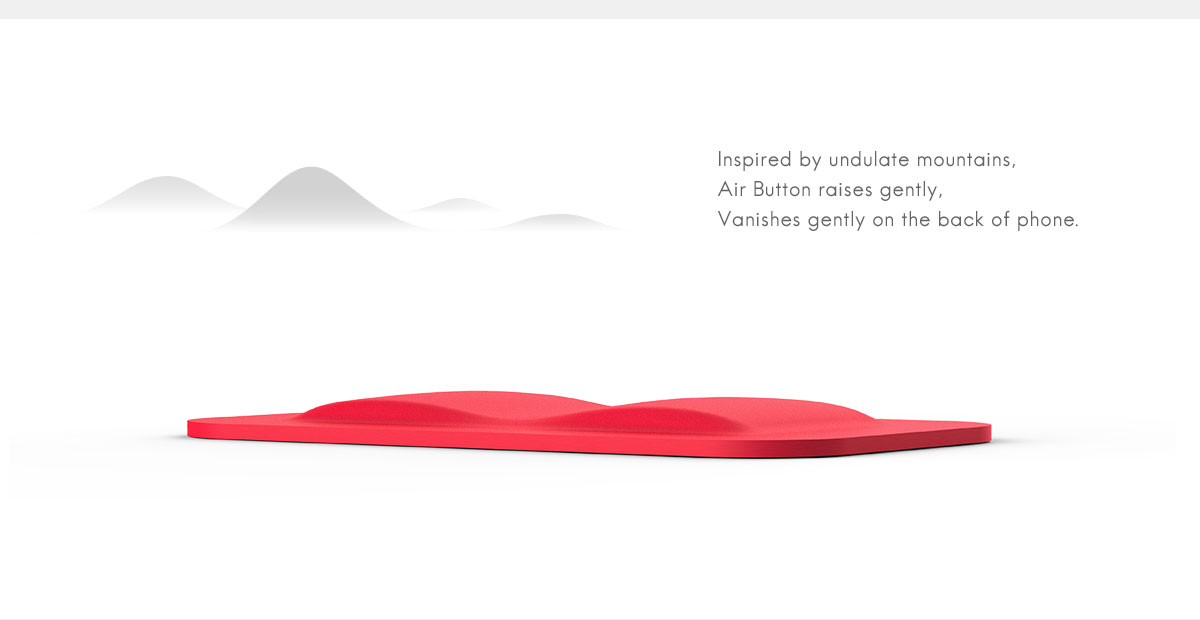 Inspired by undulate mountains,
Air Button raises gently,
Vanishes gently on the back of phone.